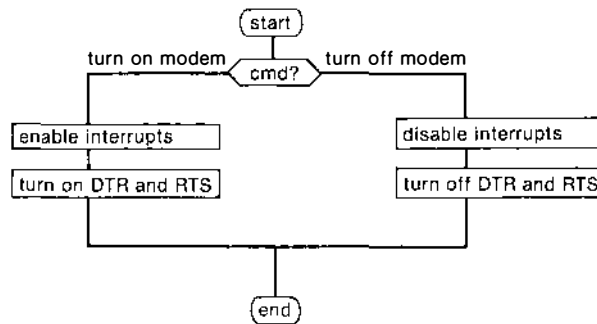 start
turn on modem
cmd?
turn off modem
enable interrupts
disable interrupts
turn on DTR and RTS
turn off DTR and RTS
end